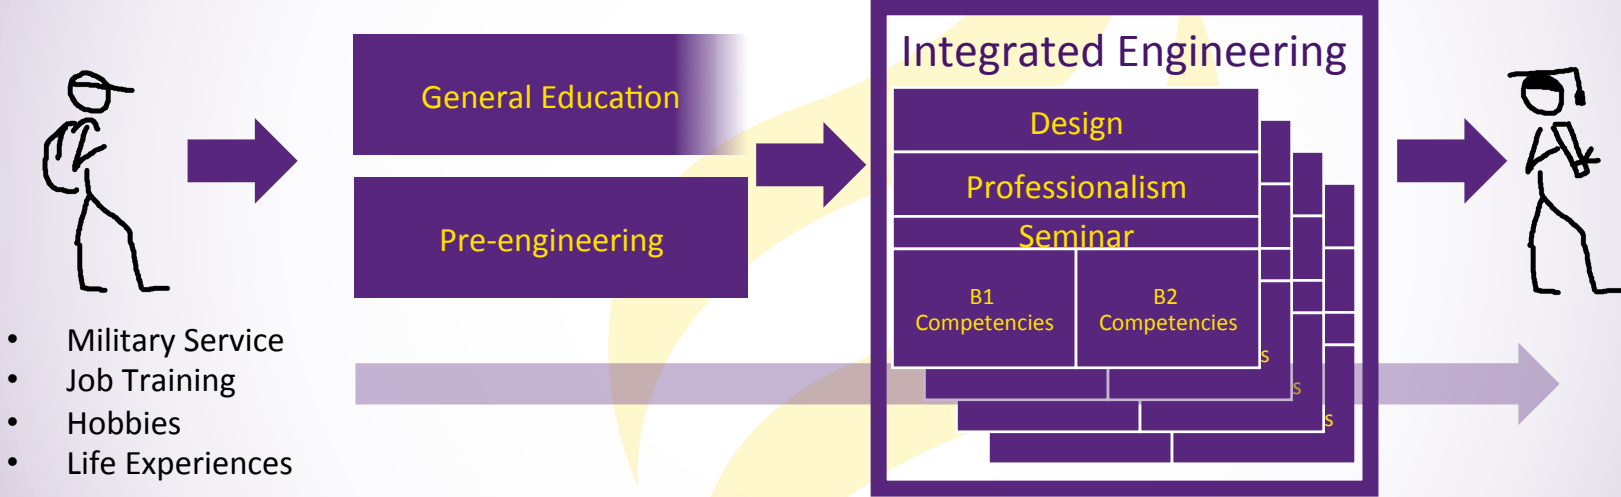 Integrated Engineering
General Education
Pre-engineering
Design
Professionalism
Seminar
B1
Competencies
B2
Competencies
s
s
s
• Military Service
• Job Training
• Hobbies
• Life Experiences